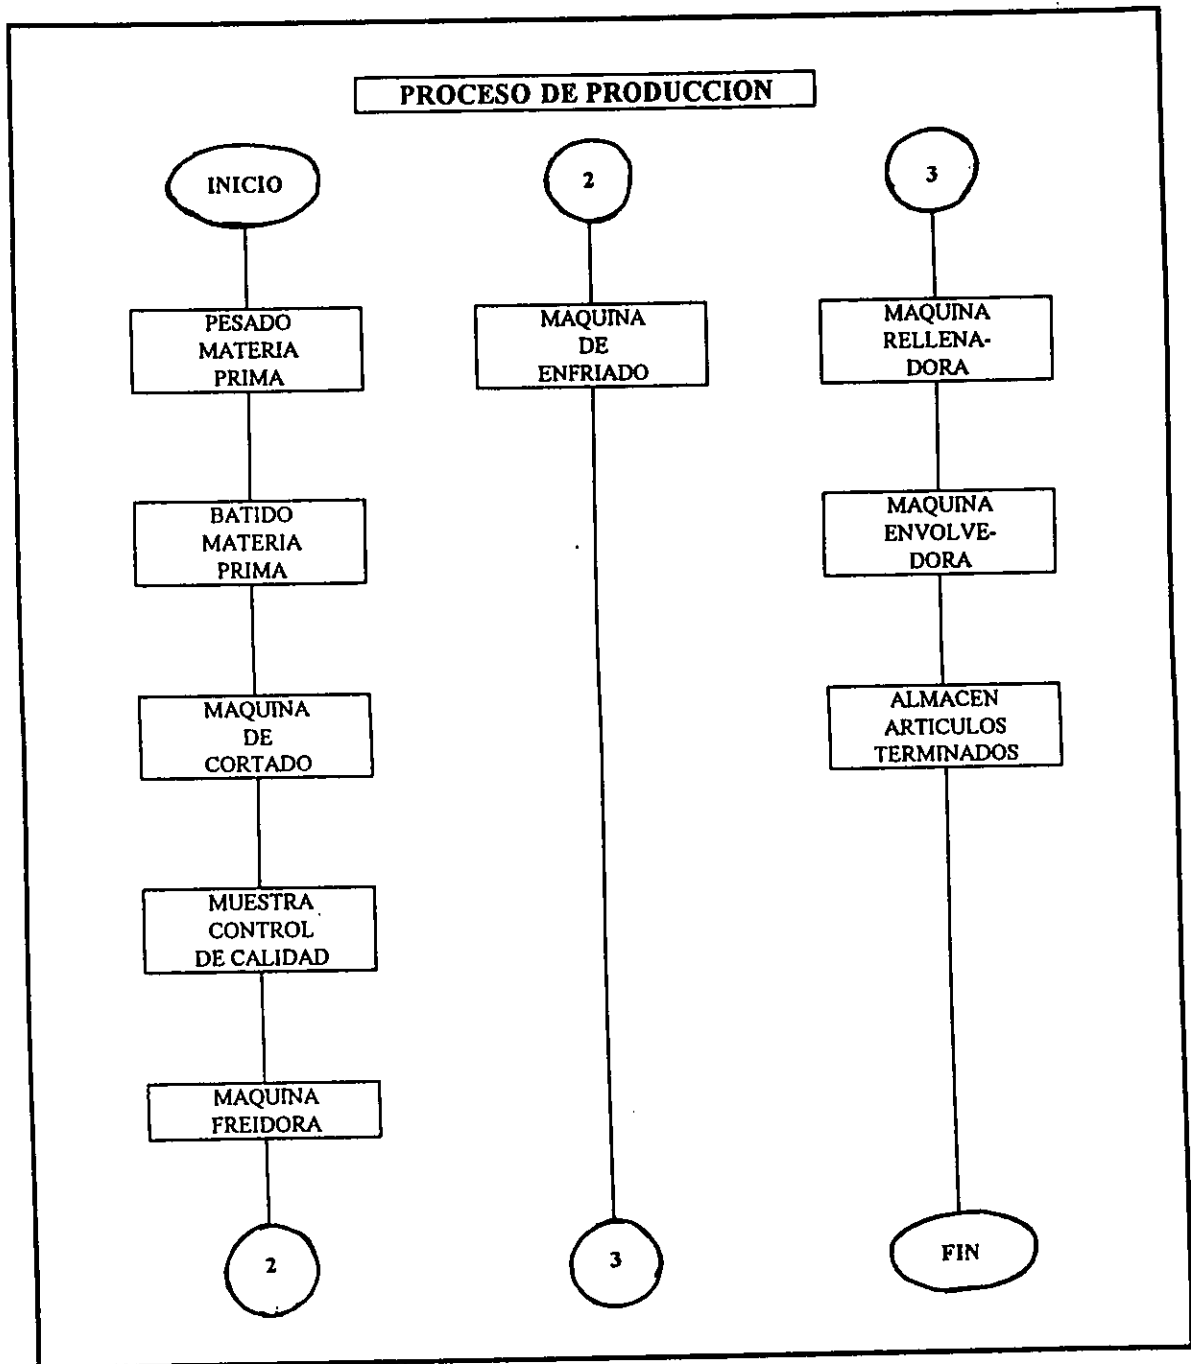 PROCESO DE PRODUCCION
INICIO
PESADO
MATERIA
PRIMA
BATIDO
MATERIA
PRIMA
MAQUINA
DE
CORTADO
MUESTRA
CONTROL
DE CALIDAD
MAQUINA
FREIDORA
2
2
MAQUINA
DE
ENFRIADO
3
3
MAQUINA
RELLENA-
DORA
MAQUINA
ENVOLVE-
DORA
ALMACEN
ARTICULOS
TERMINADOS
FIN